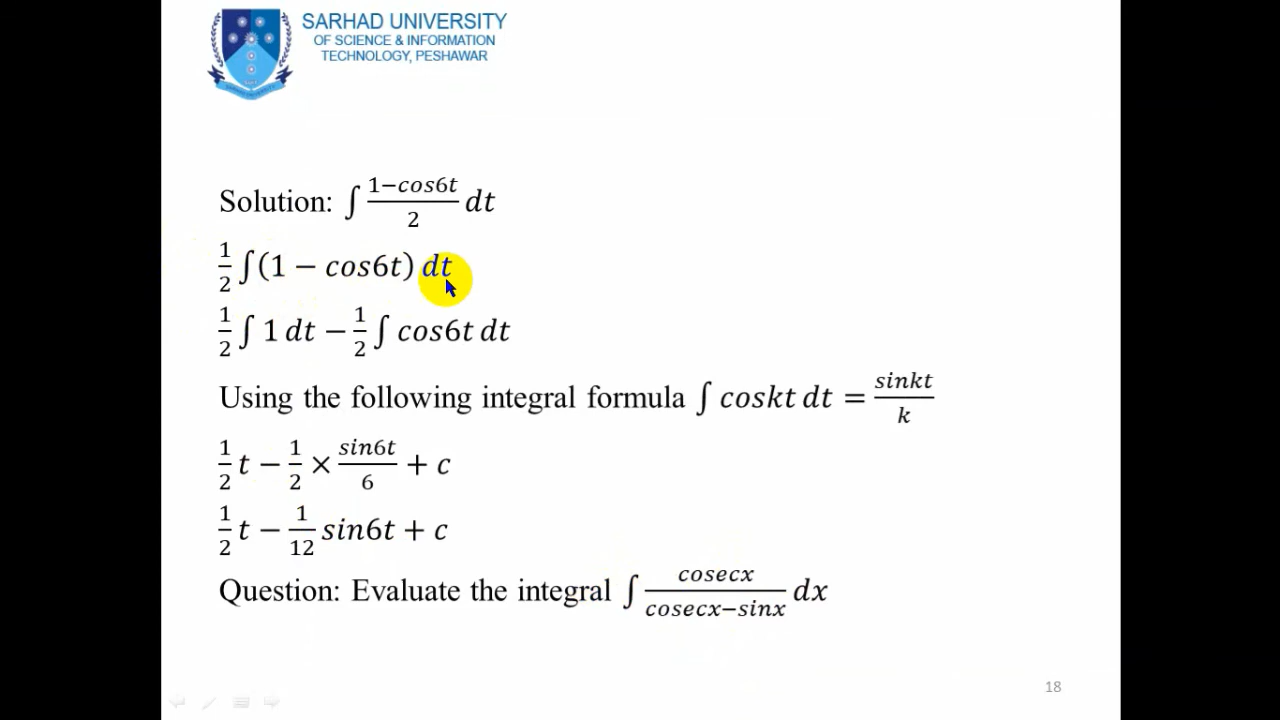 SARHAD UNIVERSITY
OF SCIENCE & INFORMATION
TECHNOLOGY, PESHAWAR
Solution: ∫ (1−cos6t)/2 dt
1/2 ∫(1 − cos6t) dt
1/2 ∫ 1 dt − 1/2 ∫ cos6t dt
Using the following integral formula ∫ coskt dt = sinkt/k
1/2 t − 1/2 × sin6t/6 + c
1/2 t − 1/12 sin6t + c
Question: Evaluate the integral ∫ cosecx/(cosecx−sinx) dx
18